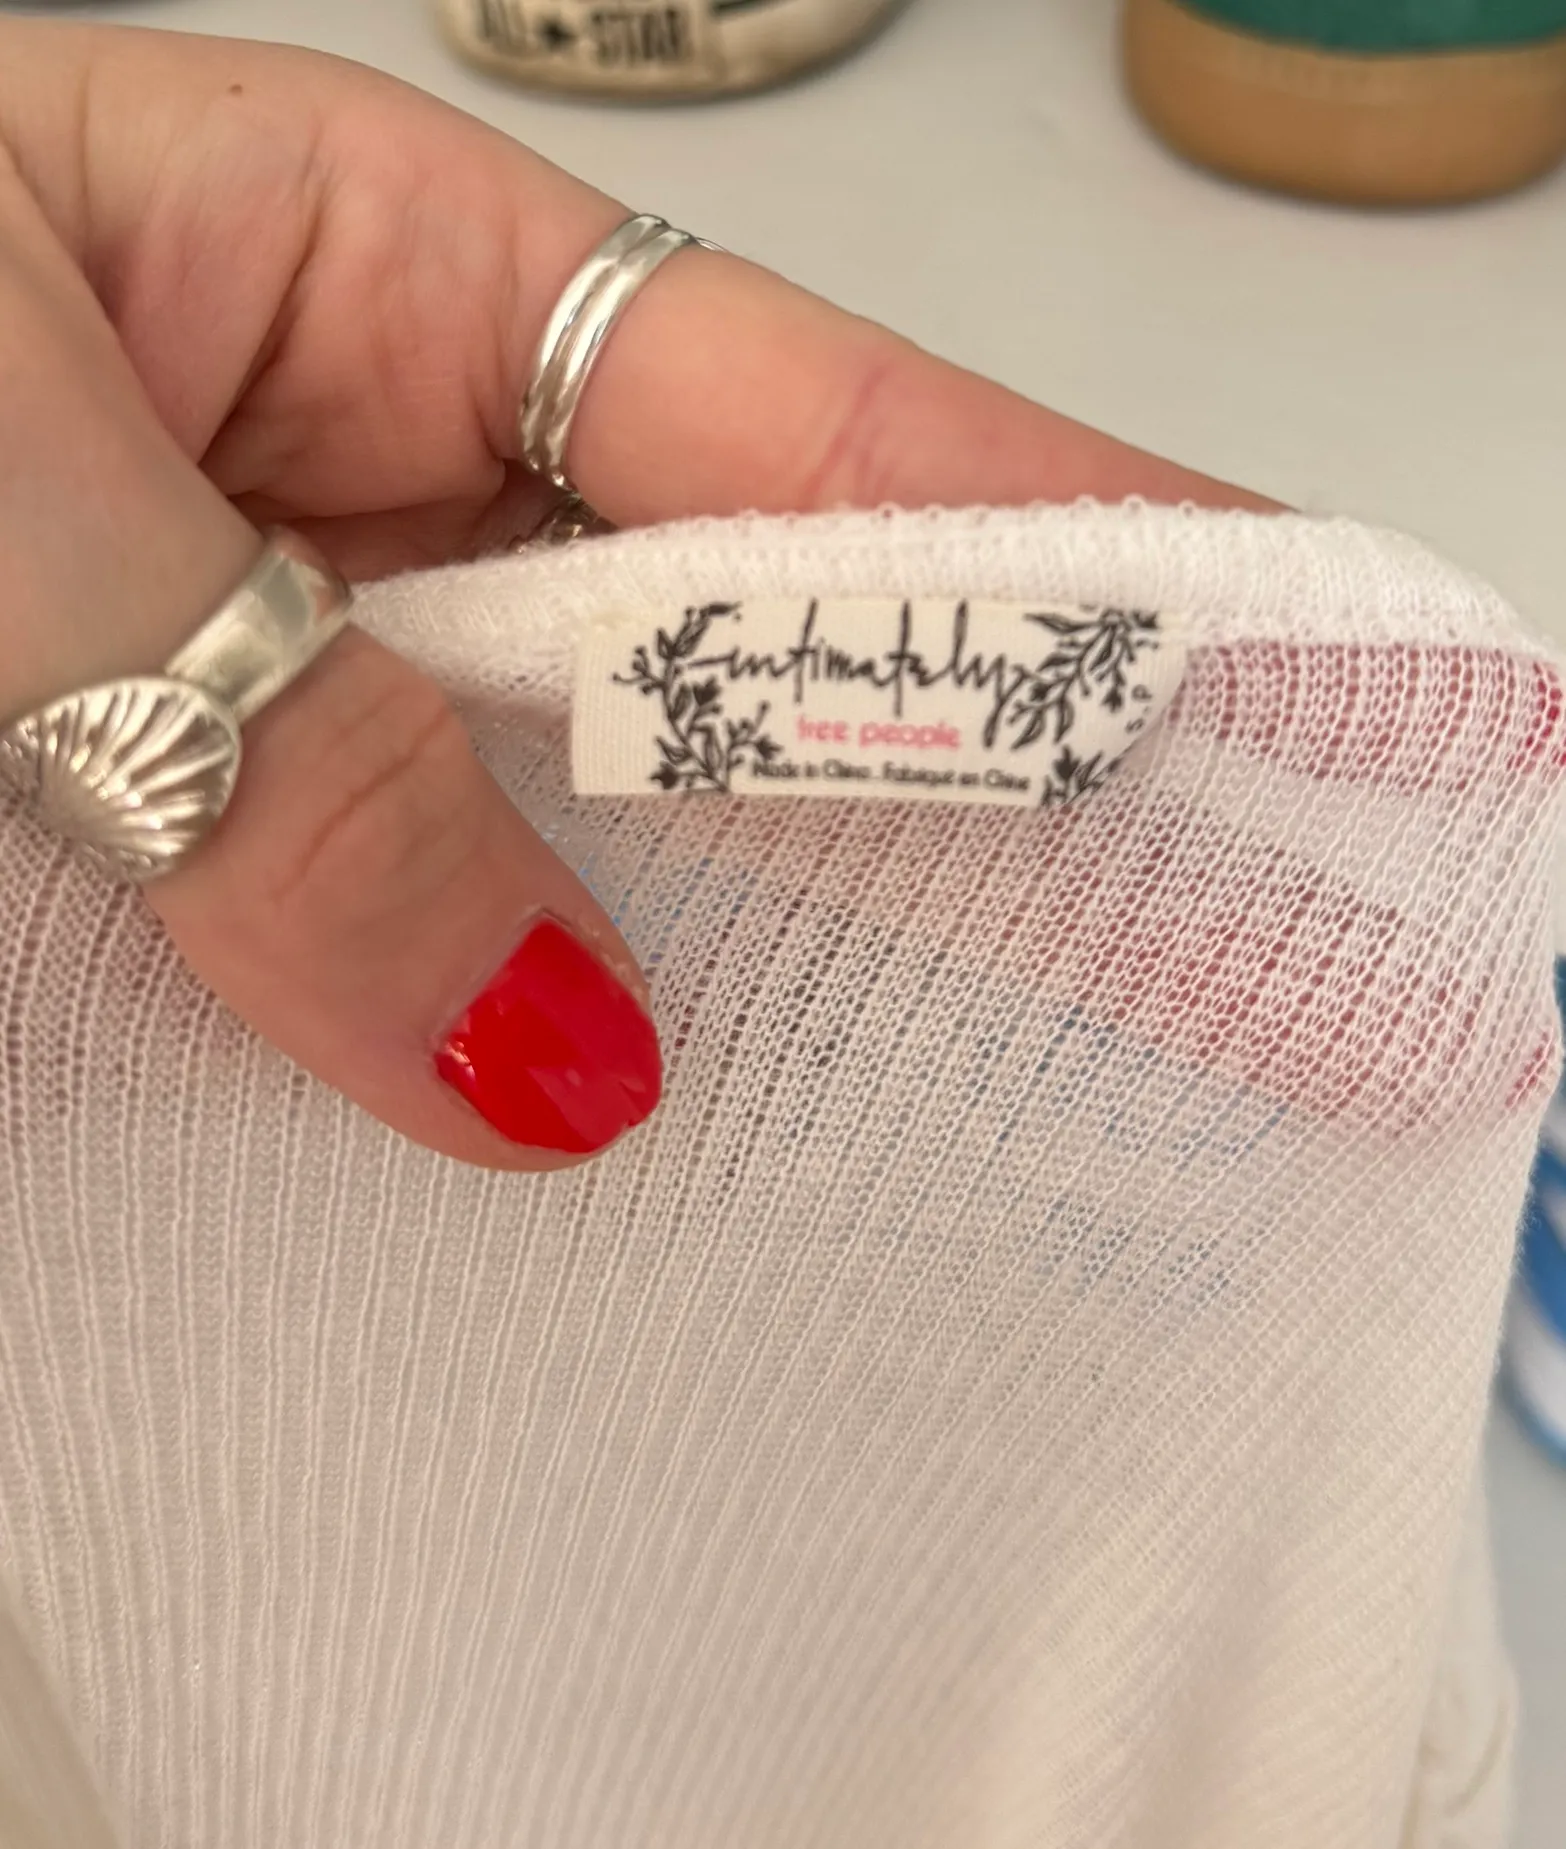 ALL ★ STAR
intimately
free people
Made in China. Fabriqué en Chine
S.P